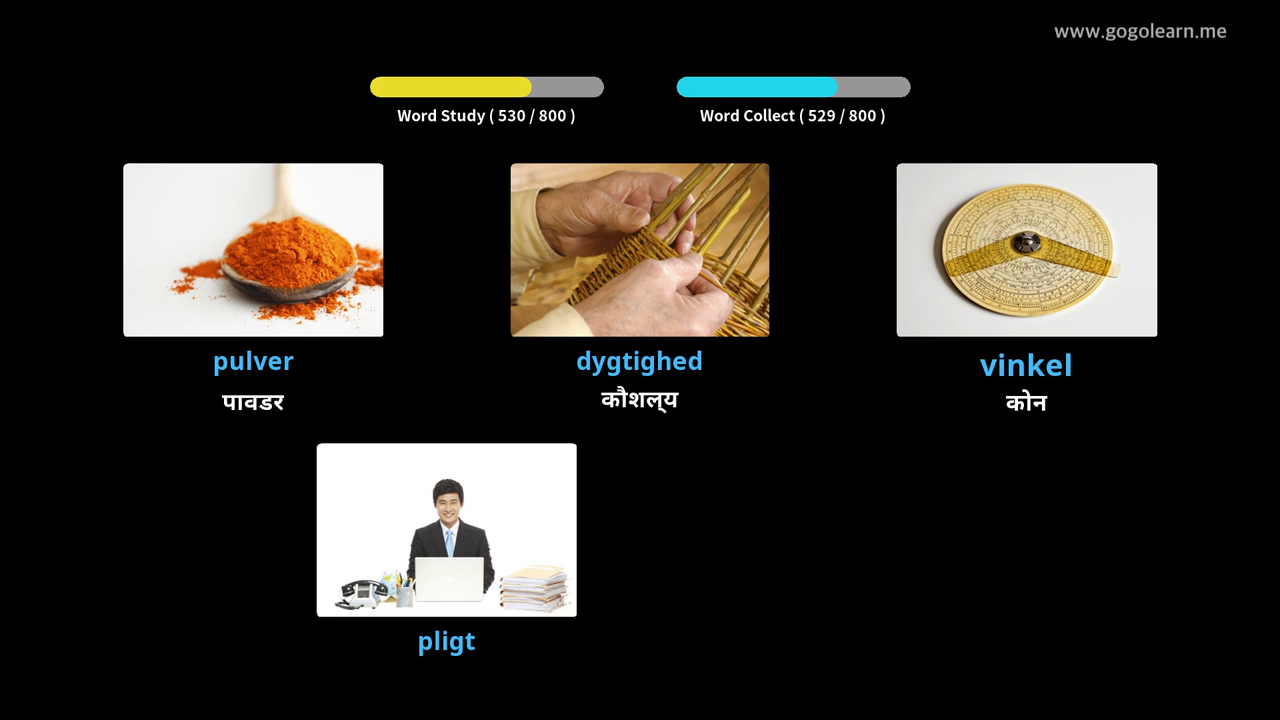 www.gogolearn.me
Word Study ( 530 / 800 )
Word Collect ( 529 / 800 )
pulver
dygtighed
vinkel
पावडर
कौशल्य
कोन
pligt